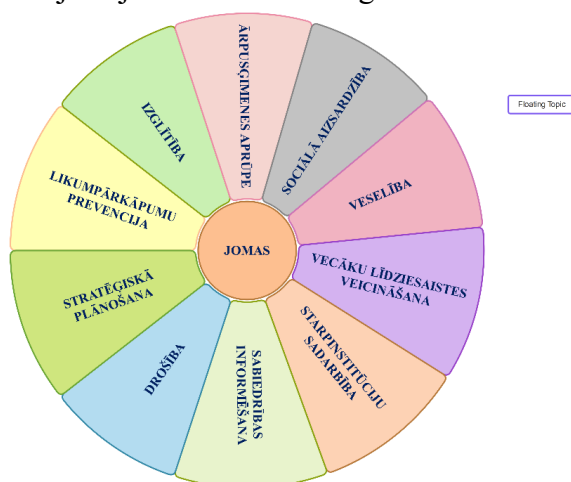 ĀRPUSĢIMENES APRŪPE
SOCIĀLĀ AIZSARDZĪBA
VESELĪBA
VECĀKU LĪDZIESAISTES
VEICINĀŠANA
STARPINSTITŪCIJU
SADARBĪBA
SABIEDRĪBAS
INFORMĒŠANA
DROŠĪBA
STRATĒĢISKĀ
PLĀNOŠANA
LIKUMPĀRKĀPUMU
PREVENCIJA
IZGLĪTĪBA
JOMAS
Floating Topic